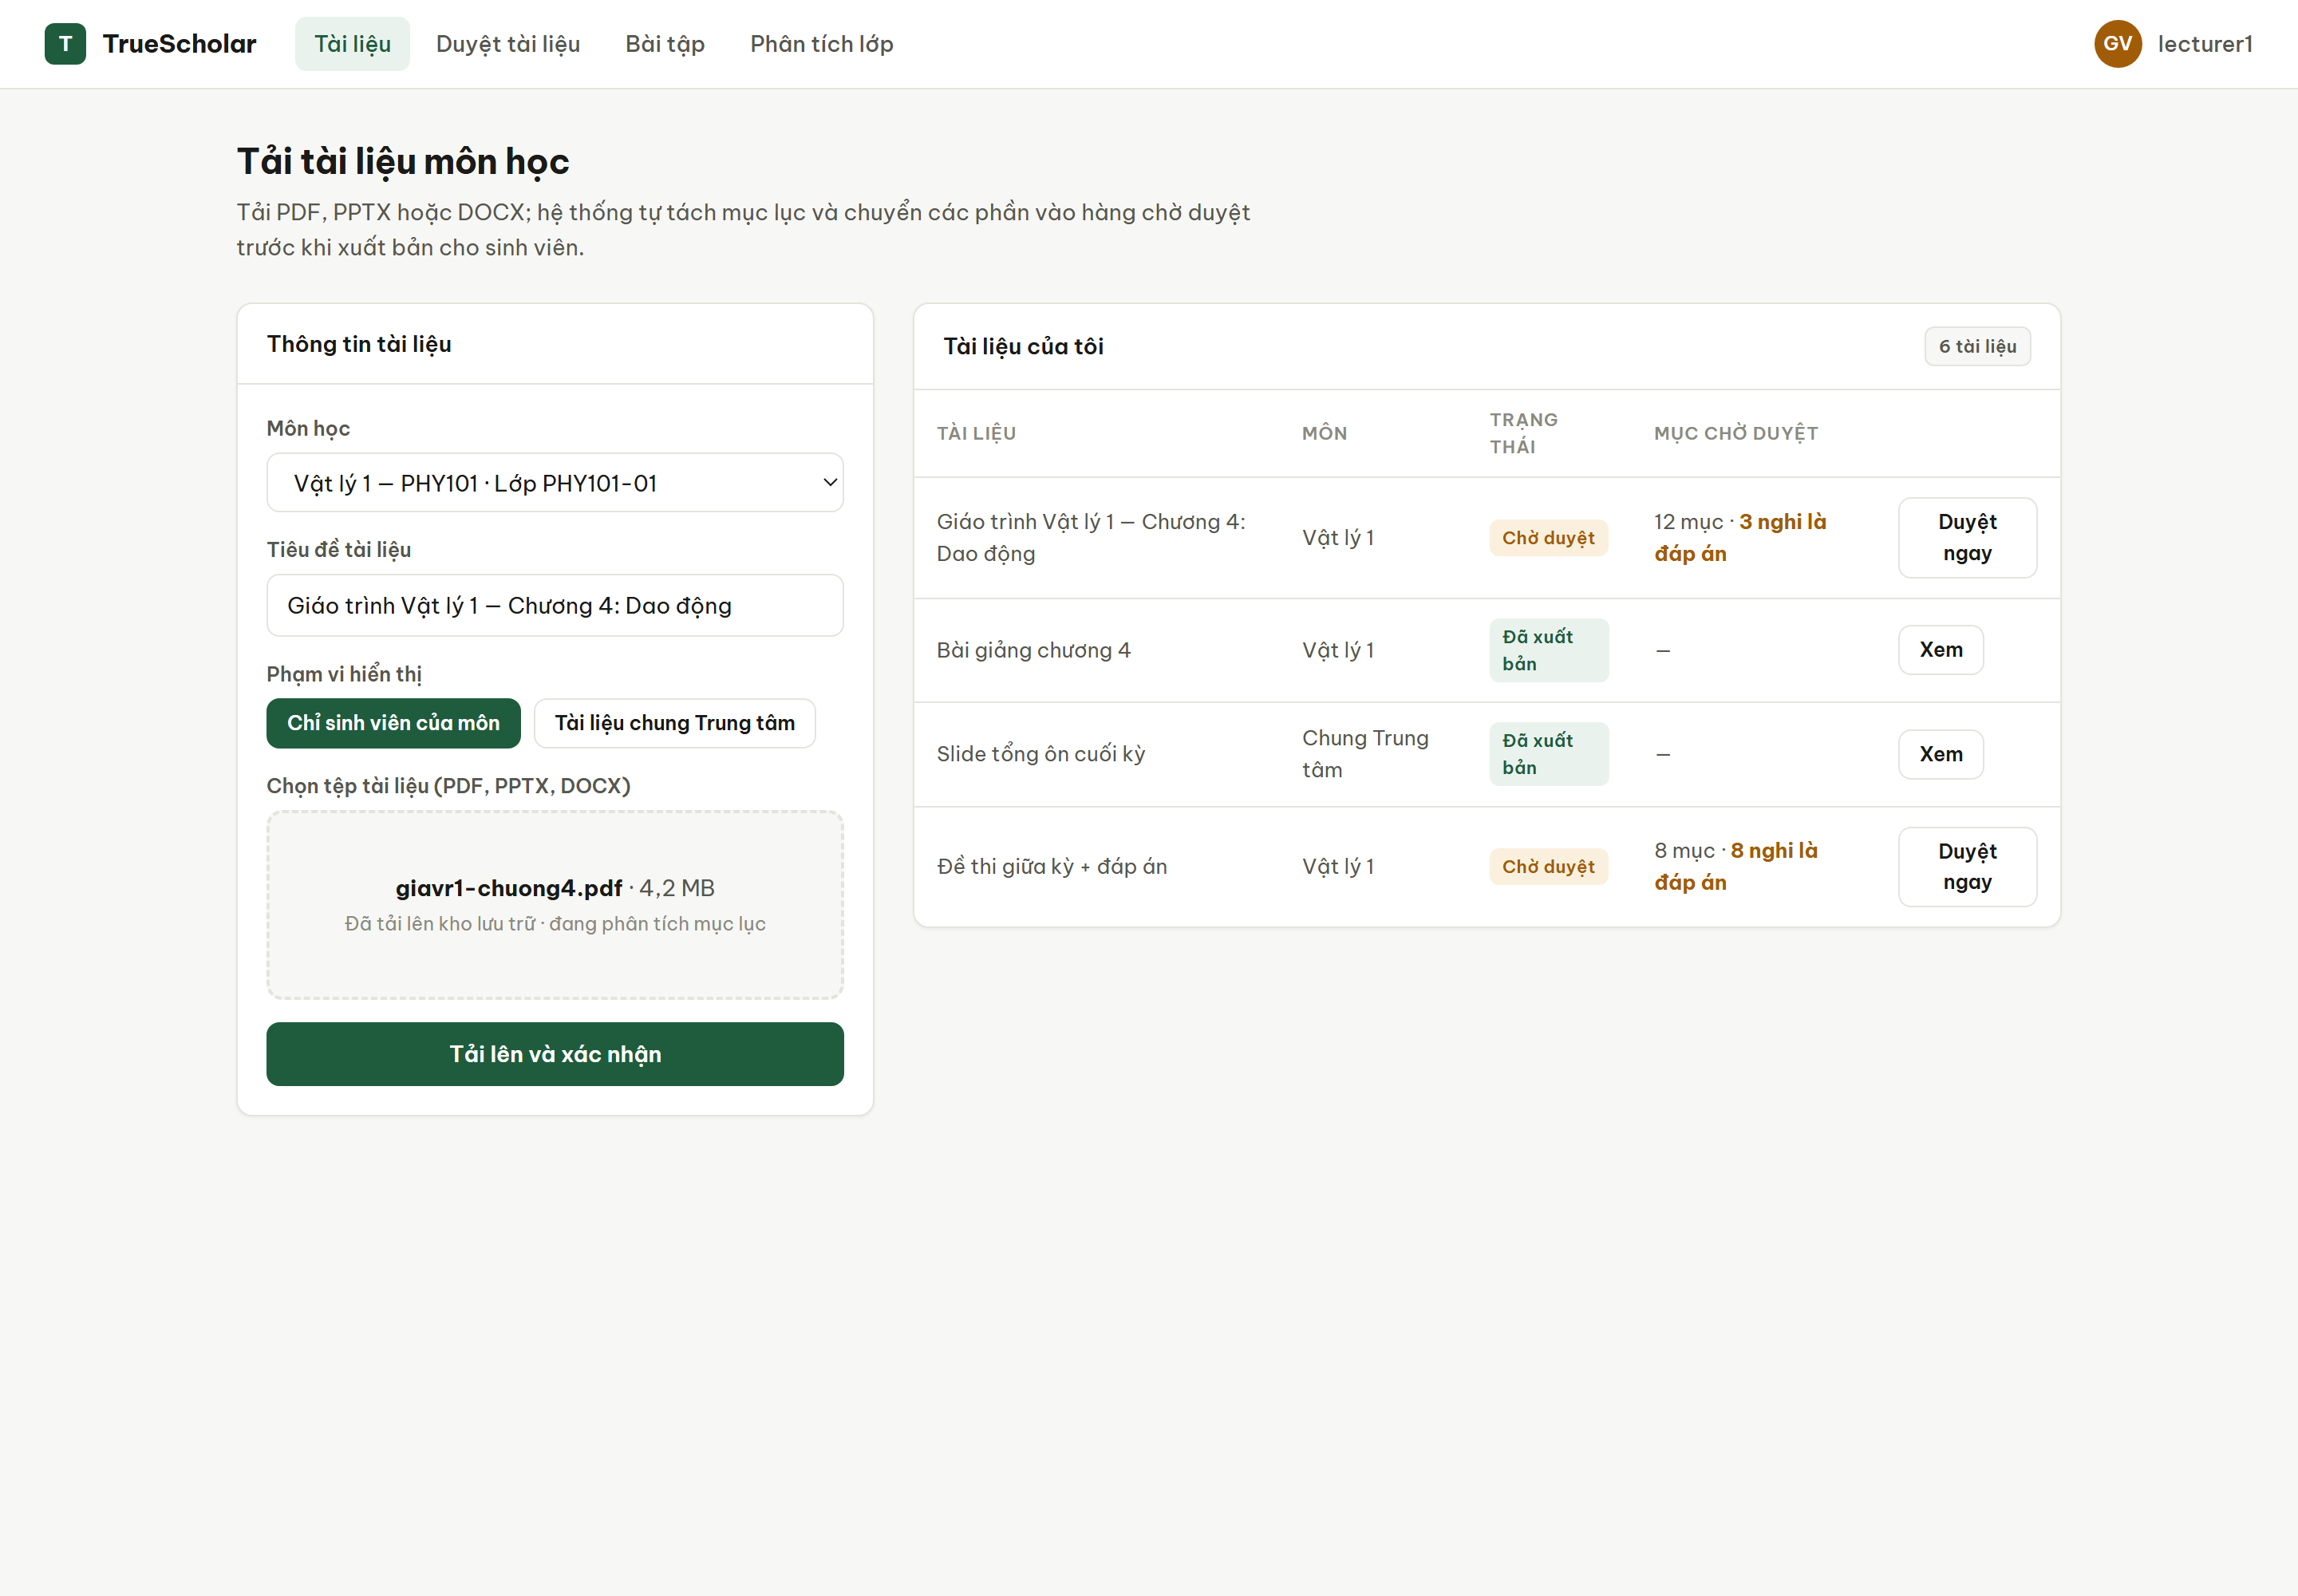 T TrueScholar Tài liệu Duyệt tài liệu Bài tập Phân tích lớp GV lecturer1
Tải tài liệu môn học
Tải PDF, PPTX hoặc DOCX; hệ thống tự tách mục lục và chuyển các phần vào hàng chờ duyệt
trước khi xuất bản cho sinh viên.
Thông tin tài liệu
Môn học
Vật lý 1 — PHY101 · Lớp PHY101-01
Tiêu đề tài liệu
Giáo trình Vật lý 1 — Chương 4: Dao động
Phạm vi hiển thị
Chỉ sinh viên của môn Tài liệu chung Trung tâm
Chọn tệp tài liệu (PDF, PPTX, DOCX)
giavr1-chuong4.pdf · 4,2 MB
Đã tải lên kho lưu trữ · đang phân tích mục lục
Tải lên và xác nhận
Tài liệu của tôi 6 tài liệu
TÀI LIỆU MÔN TRẠNG THÁI MỤC CHỜ DUYỆT
Giáo trình Vật lý 1 — Chương 4:
Dao động
Vật lý 1
Chờ duyệt
12 mục · 3 nghi là
đáp án
Duyệt
ngay
Bài giảng chương 4
Vật lý 1
Đã xuất
bản
—
Xem
Slide tổng ôn cuối kỳ
Chung Trung
tâm
Đã xuất
bản
—
Xem
Đề thi giữa kỳ + đáp án
Vật lý 1
Chờ duyệt
8 mục · 8 nghi là
đáp án
Duyệt
ngay